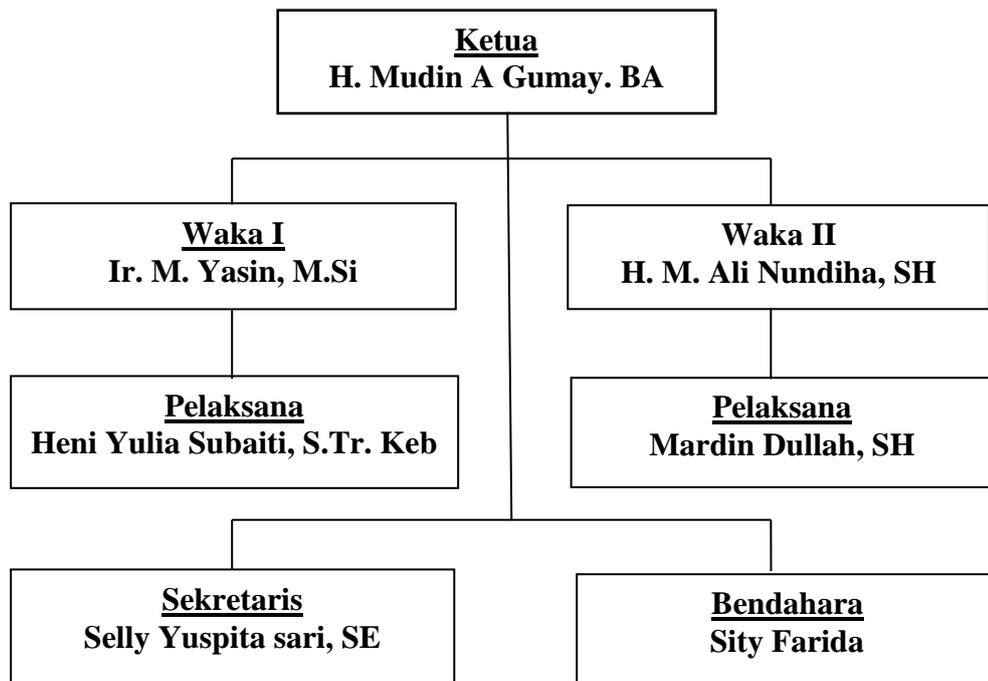 Ketua
H. Mudin A Gumay. BA
Waka I
Ir. M. Yasin, M.Si
Waka II
H. M. Ali Nundiha, SH
Pelaksana
Heni Yulia Subaiti, S.Tr. Keb
Pelaksana
Mardin Dullah, SH
Sekretaris
Selly Yuspita sari, SE
Bendahara
Sity Farida